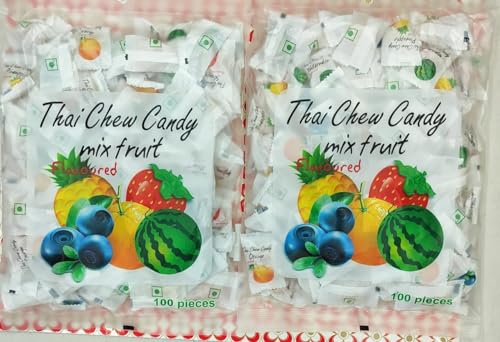 Thai Chew Candy
mix fruit
Flavoured
100 pieces
Thai Chew Candy
mix fruit
Flavoured
100 pieces